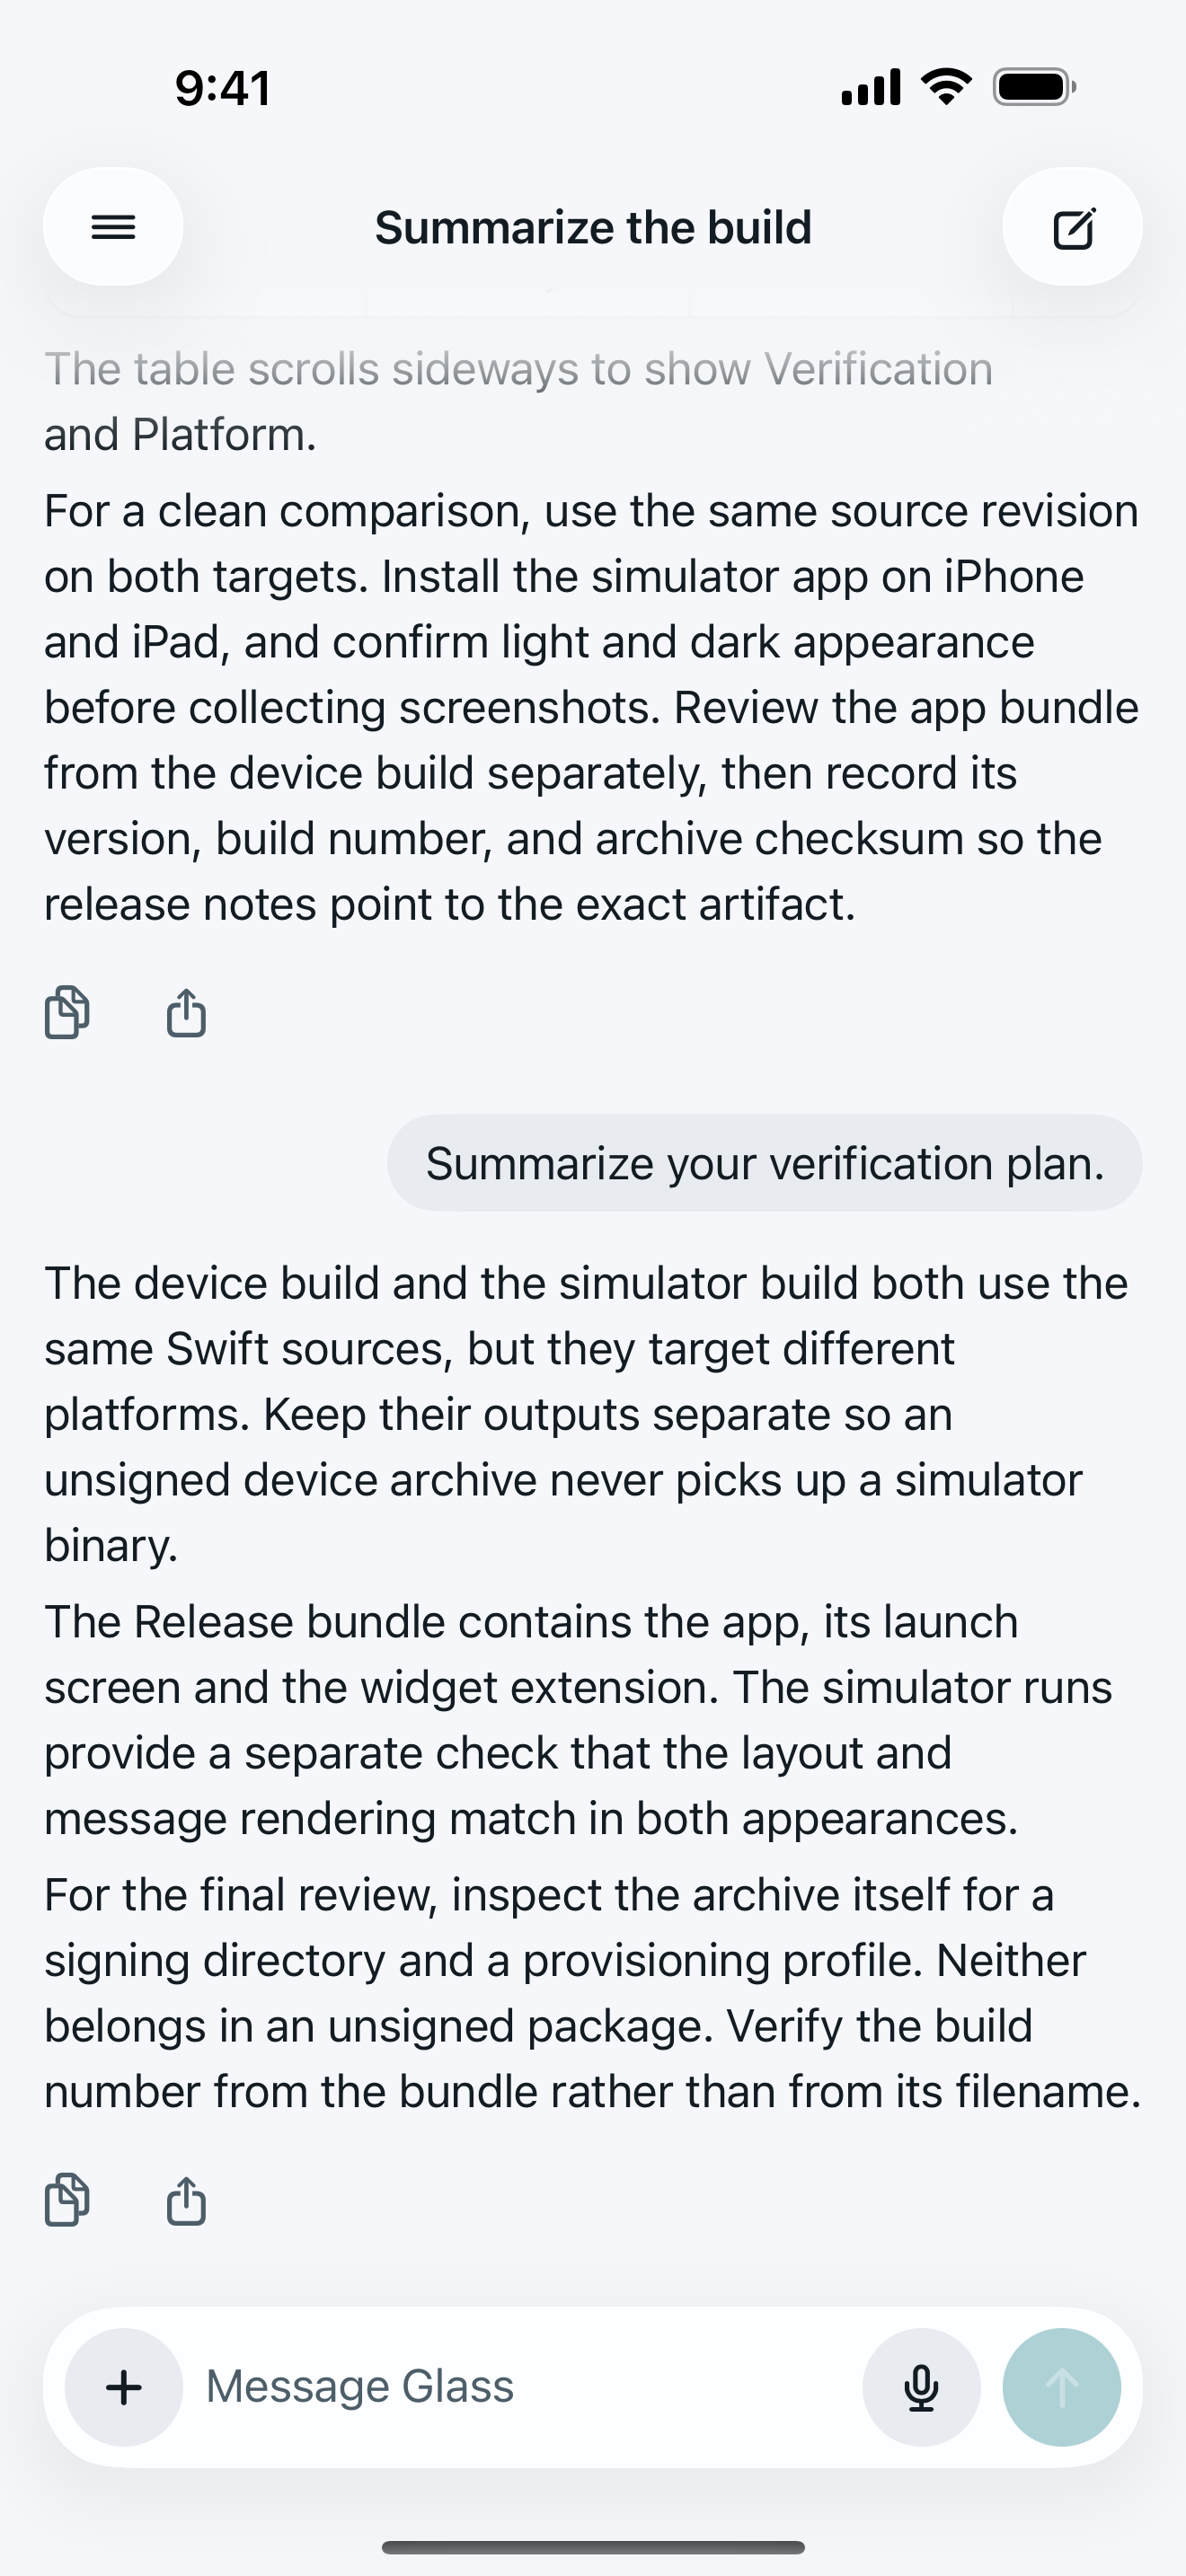 9:41
Summarize the build
The table scrolls sideways to show Verification
and Platform.
For a clean comparison, use the same source revision
on both targets. Install the simulator app on iPhone
and iPad, and confirm light and dark appearance
before collecting screenshots. Review the app bundle
from the device build separately, then record its
version, build number, and archive checksum so the
release notes point to the exact artifact.
Summarize your verification plan.
The device build and the simulator build both use the
same Swift sources, but they target different
platforms. Keep their outputs separate so an
unsigned device archive never picks up a simulator
binary.
The Release bundle contains the app, its launch
screen and the widget extension. The simulator runs
provide a separate check that the layout and
message rendering match in both appearances.
For the final review, inspect the archive itself for a
signing directory and a provisioning profile. Neither
belongs in an unsigned package. Verify the build
number from the bundle rather than from its filename.
Message Glass